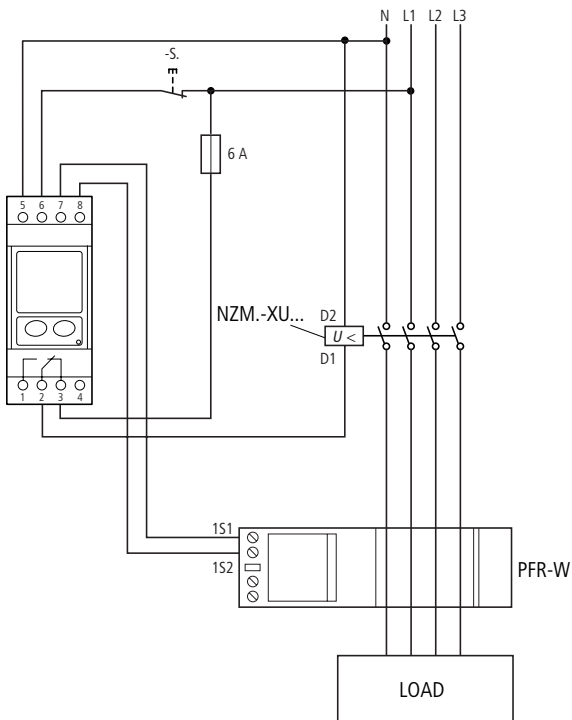 N L1 L2 L3
-S.
6 A
5 6 7 8
NZM.-XU...
D2
U <
D1
1 2 3 4
1S1
1S2
PFR-W
LOAD